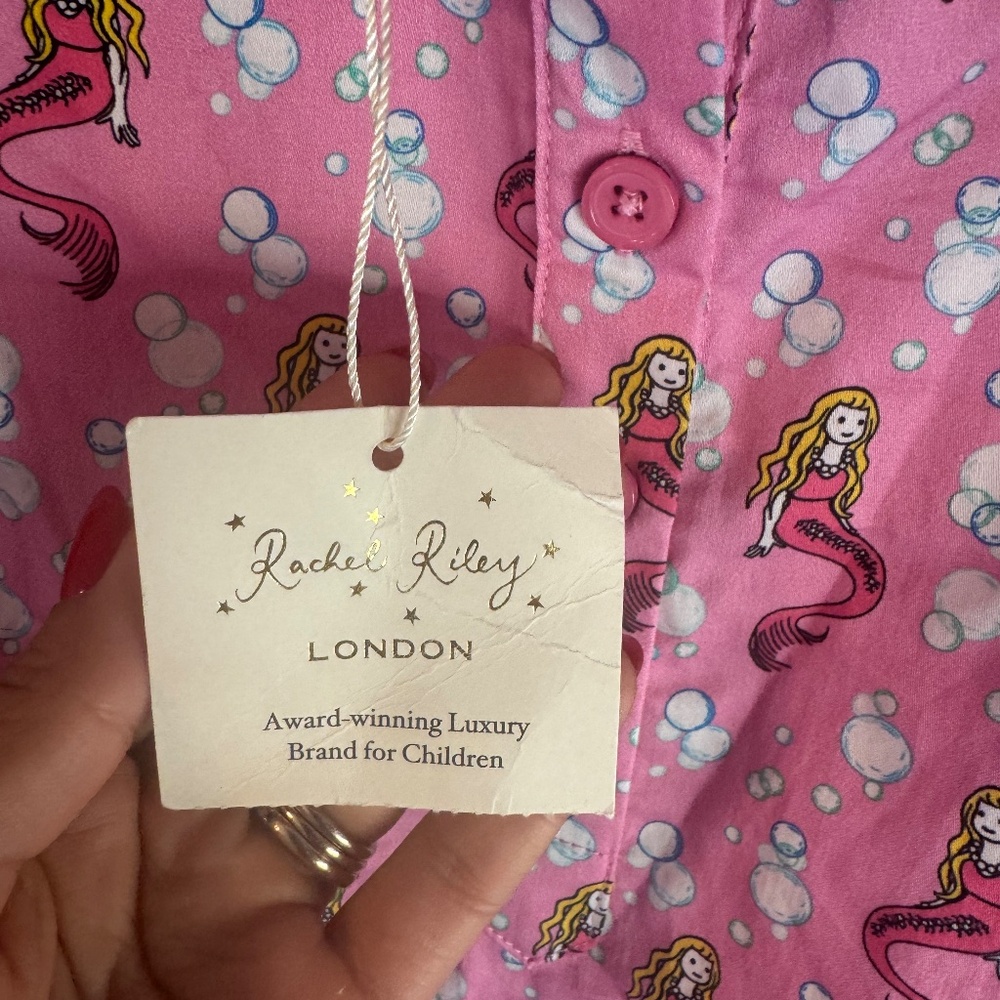 Rachel Riley
LONDON
Award-winning Luxury
Brand for Children